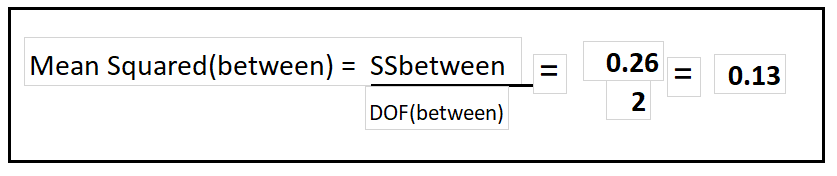 Mean Squared(between) = SSbetween = 0.26 = 0.13
DOF(between) 2